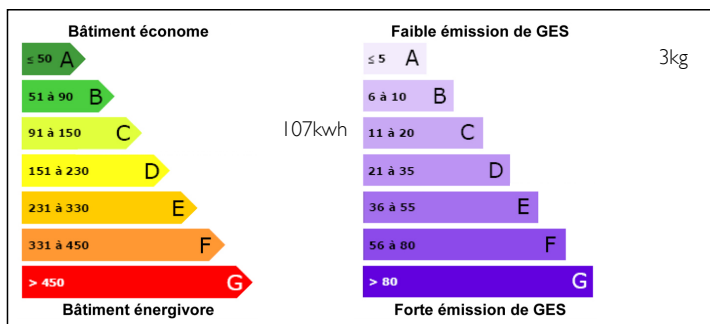 Bâtiment économe
≤ 50 A
51 à 90 B
91 à 150 C
107kwh
151 à 230 D
231 à 330 E
331 à 450 F
> 450 G
Bâtiment énergivore
Faible émission de GES
≤ 5 A
3kg
6 à 10 B
11 à 20 C
21 à 35 D
36 à 55 E
56 à 80 F
> 80 G
Forte émission de GES